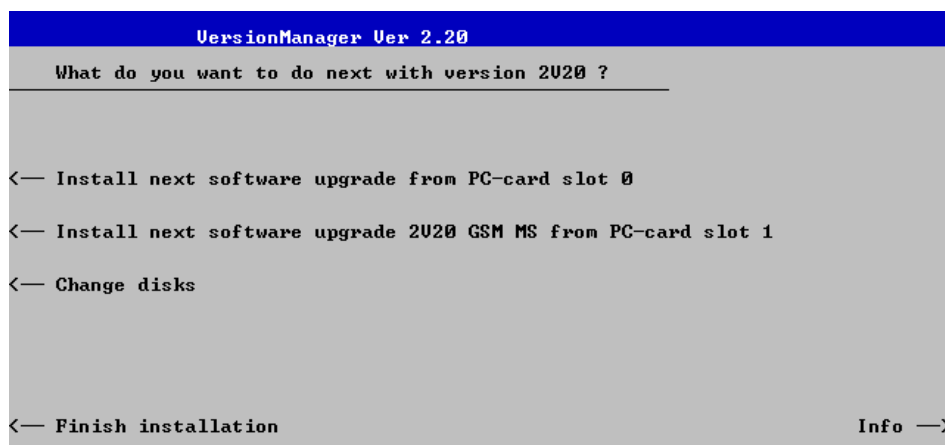 VersionManager Ver 2.20
What do you want to do next with version 2V20 ?
<— Install next software upgrade from PC-card slot 0
<— Install next software upgrade 2V20 GSM MS from PC-card slot 1
<— Change disks
<— Finish installation Info —>